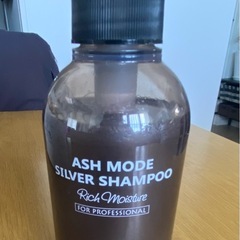 ASH MODE
SILVER SHAMPOO
Rich Moisture
FOR PROFESSIONAL